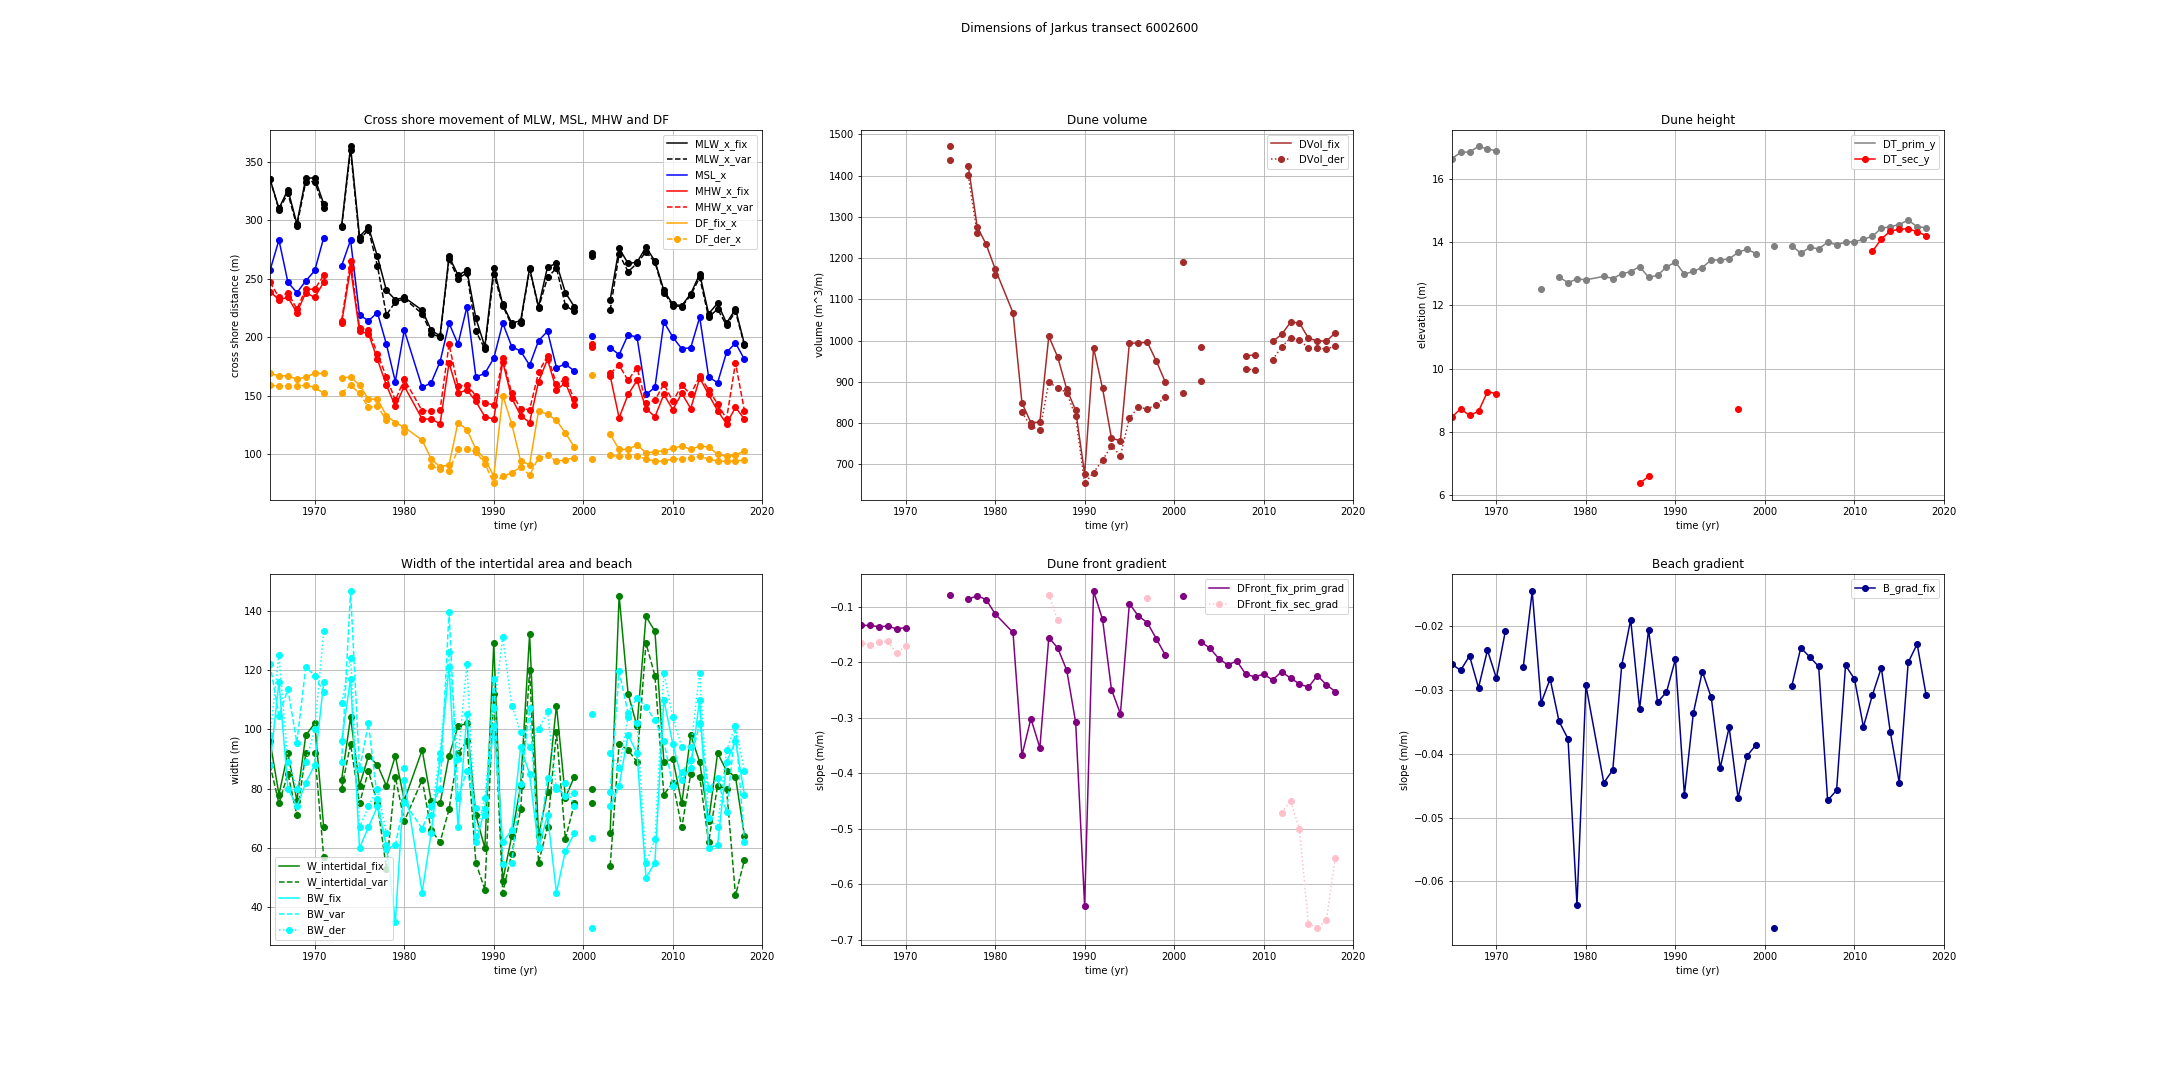 Dimensions of Jarkus transect 6002600
Cross shore movement of MLW, MSL, MHW and DF
cross shore distance (m)
350
300
250
200
150
100
MLW_x_fix
MLW_x_var
MSL_x
MHW_x_fix
MHW_x_var
DF_fix_x
DF_der_x
1970 1980 1990 2000 2010 2020
time (yr)
Dune volume
volume (m^3/m)
1500
1400
1300
1200
1100
1000
900
800
700
DVol_fix
DVol_der
1970 1980 1990 2000 2010 2020
time (yr)
Dune height
elevation (m)
16
14
12
10
8
6
DT_prim_y
DT_sec_y
1970 1980 1990 2000 2010 2020
time (yr)
Width of the intertidal area and beach
width (m)
140
120
100
80
60
40
W_intertidal_fix
W_intertidal_var
BW_fix
BW_var
BW_der
1970 1980 1990 2000 2010 2020
time (yr)
Dune front gradient
slope (m/m)
−0.1
−0.2
−0.3
−0.4
−0.5
−0.6
−0.7
DFront_fix_prim_grad
DFront_fix_sec_grad
1970 1980 1990 2000 2010 2020
time (yr)
Beach gradient
slope (m/m)
−0.02
−0.03
−0.04
−0.05
−0.06
B_grad_fix
1970 1980 1990 2000 2010 2020
time (yr)